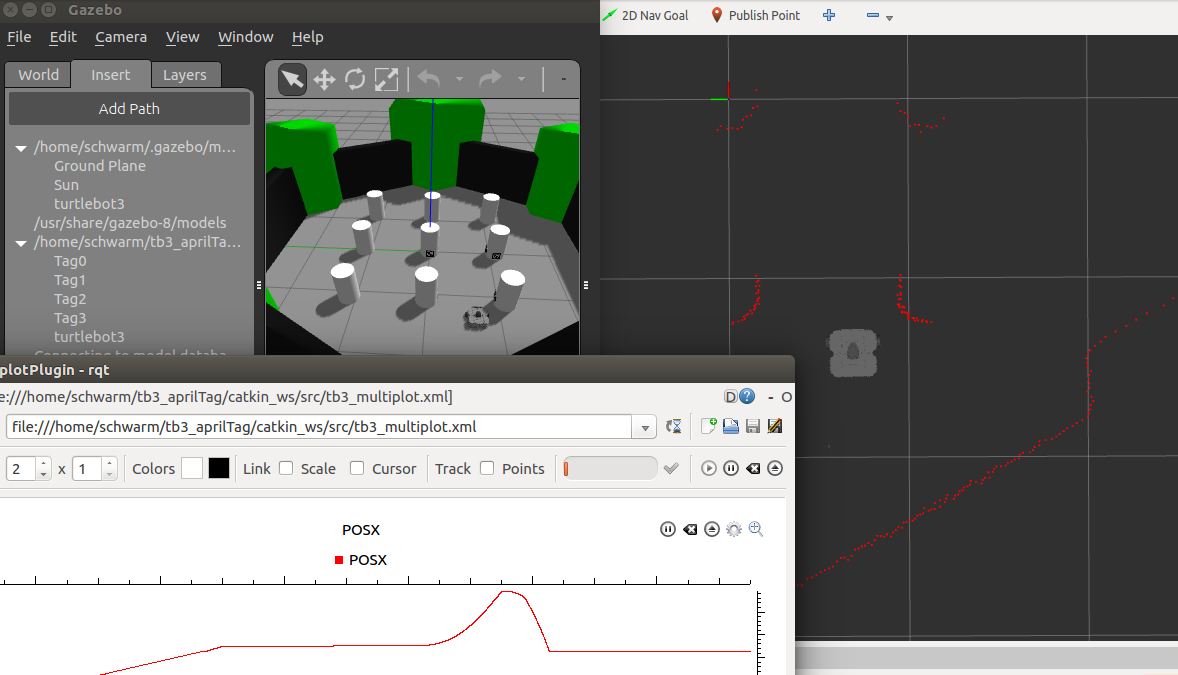 Gazebo
File Edit Camera View Window Help
World Insert Layers
Add Path
/home/schwarm/.gazebo/m...
Ground Plane
Sun
turtlebot3
/usr/share/gazebo-8/models
/home/schwarm/tb3_aprilTa...
Tag0
Tag1
Tag2
Tag3
turtlebot3
Connecting to model databa
2D Nav Goal Publish Point
plotPlugin - rqt
e:///home/schwarm/tb3_aprilTag/catkin_ws/src/tb3_multiplot.xml]
D ? - O
file:///home/schwarm/tb3_aprilTag/catkin_ws/src/tb3_multiplot.xml
2 x 1 Colors Link Scale Cursor Track Points
POSX
POSX